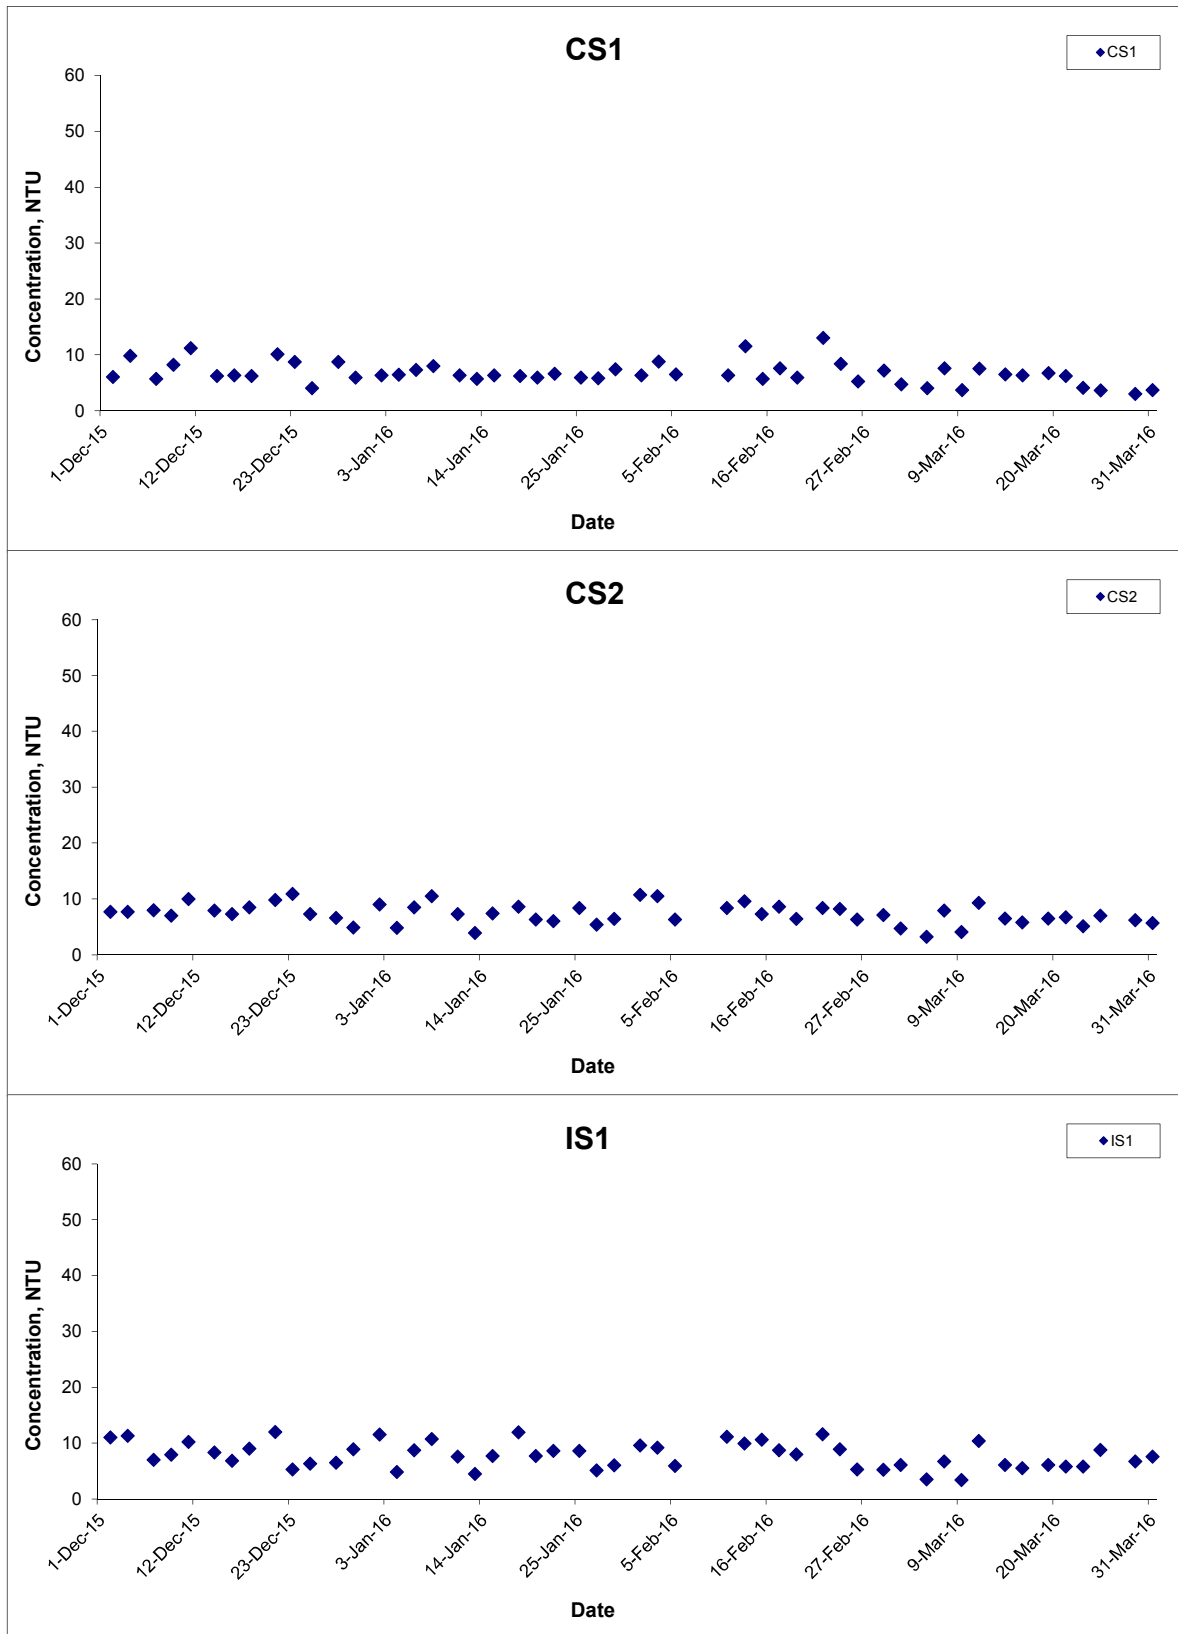 CS1
CS1
60
50
40
30
20
10
0
Concentration, NTU
1-Dec-15
12-Dec-15
23-Dec-15
3-Jan-16
14-Jan-16
25-Jan-16
5-Feb-16
16-Feb-16
27-Feb-16
9-Mar-16
20-Mar-16
31-Mar-16
Date
CS2
CS2
60
50
40
30
20
10
0
Concentration, NTU
1-Dec-15
12-Dec-15
23-Dec-15
3-Jan-16
14-Jan-16
25-Jan-16
5-Feb-16
16-Feb-16
27-Feb-16
9-Mar-16
20-Mar-16
31-Mar-16
Date
IS1
IS1
60
50
40
30
20
10
0
Concentration, NTU
1-Dec-15
12-Dec-15
23-Dec-15
3-Jan-16
14-Jan-16
25-Jan-16
5-Feb-16
16-Feb-16
27-Feb-16
9-Mar-16
20-Mar-16
31-Mar-16
Date